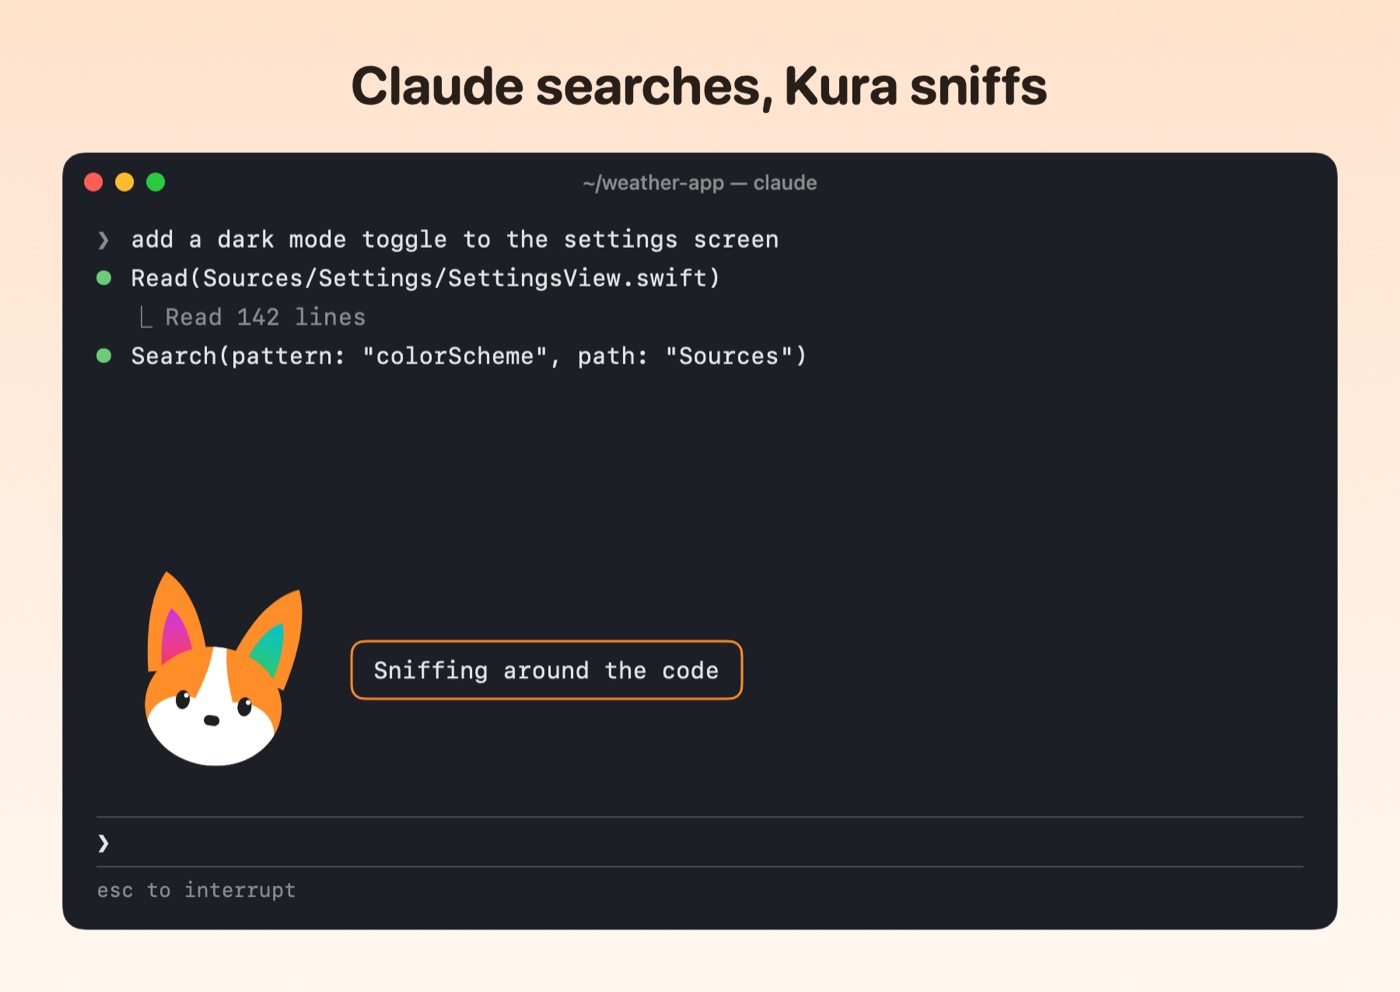 Claude searches, Kura sniffs
~/weather-app — claude
❯ add a dark mode toggle to the settings screen
● Read(Sources/Settings/SettingsView.swift)
⎿ Read 142 lines
● Search(pattern: "colorScheme", path: "Sources")
Sniffing around the code
❯
esc to interrupt